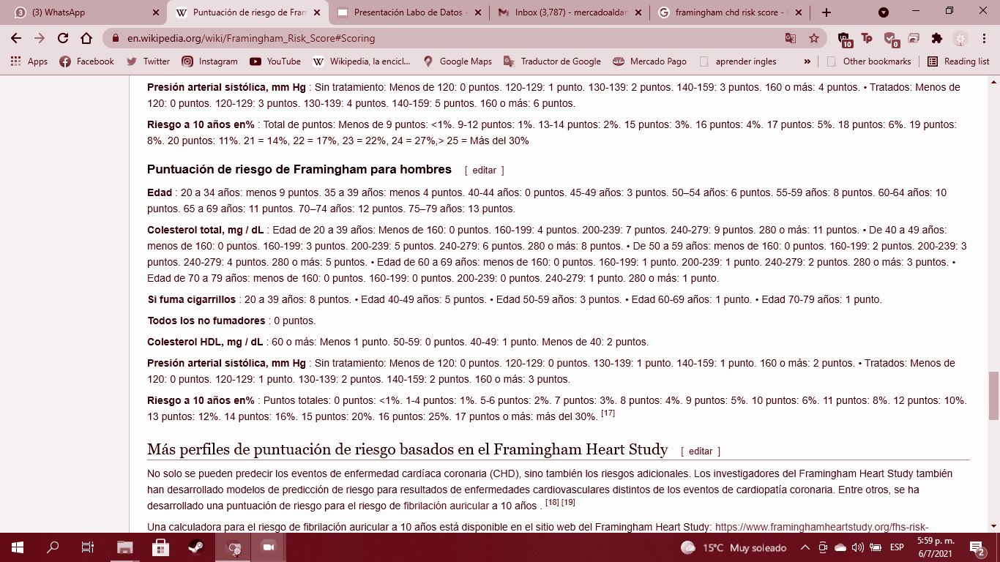 (3) WhatsApp
Puntuación de riesgo de Fram
Presentación Labo de Datos -
Inbox (3,787) - mercadoaldan
framingham chd risk score -
en.wikipedia.org/wiki/Framingham_Risk_Score#Scoring
10
0
Apps
Facebook
Twitter
Instagram
YouTube
Wikipedia, la encicl...
Google Maps
Traductor de Google
Mercado Pago
aprender ingles
»
Other bookmarks
Reading list
Presión arterial sistólica, mm Hg : Sin tratamiento: Menos de 120: 0 puntos. 120-129: 1 punto. 130-139: 2 puntos. 140-159: 3 puntos. 160 o más: 4 puntos. • Tratados: Menos de
120: 0 puntos. 120-129: 3 puntos. 130-139: 4 puntos. 140-159: 5 puntos. 160 o más: 6 puntos.
Riesgo a 10 años en% : Total de puntos: Menos de 9 puntos: <1%. 9-12 puntos: 1%. 13-14 puntos: 2%. 15 puntos: 3%. 16 puntos: 4%. 17 puntos: 5%. 18 puntos: 6%. 19 puntos:
8%. 20 puntos: 11%. 21 = 14%, 22 = 17%, 23 = 22%, 24 = 27%,> 25 = Más del 30%
Puntuación de riesgo de Framingham para hombres [ editar ]
Edad : 20 a 34 años: menos 9 puntos. 35 a 39 años: menos 4 puntos. 40-44 años: 0 puntos. 45-49 años: 3 puntos. 50–54 años: 6 puntos. 55-59 años: 8 puntos. 60-64 años: 10
puntos. 65 a 69 años: 11 puntos. 70–74 años: 12 puntos. 75–79 años: 13 puntos.
Colesterol total, mg / dL : Edad de 20 a 39 años: Menos de 160: 0 puntos. 160-199: 4 puntos. 200-239: 7 puntos. 240-279: 9 puntos. 280 o más: 11 puntos. • De 40 a 49 años:
menos de 160: 0 puntos. 160-199: 3 puntos. 200-239: 5 puntos. 240-279: 6 puntos. 280 o más: 8 puntos. • De 50 a 59 años: menos de 160: 0 puntos. 160-199: 2 puntos. 200-239: 3
puntos. 240-279: 4 puntos. 280 o más: 5 puntos. • Edad de 60 a 69 años: menos de 160: 0 puntos. 160-199: 1 punto. 200-239: 1 punto. 240-279: 2 puntos. 280 o más: 3 puntos. •
Edad de 70 a 79 años: menos de 160: 0 puntos. 160-199: 0 puntos. 200-239: 0 puntos. 240-279: 1 punto. 280 o más: 1 punto.
Si fuma cigarrillos : 20 a 39 años: 8 puntos. • Edad 40-49 años: 5 puntos. • Edad 50-59 años: 3 puntos. • Edad 60-69 años: 1 punto. • Edad 70-79 años: 1 punto.
Todos los no fumadores : 0 puntos.
Colesterol HDL, mg / dL : 60 o más: Menos 1 punto. 50-59: 0 puntos. 40-49: 1 punto. Menos de 40: 2 puntos.
Presión arterial sistólica, mm Hg : Sin tratamiento: Menos de 120: 0 puntos. 120-129: 0 puntos. 130-139: 1 punto. 140-159: 1 punto. 160 o más: 2 puntos. • Tratados: Menos de
120: 0 puntos. 120-129: 1 punto. 130-139: 2 puntos. 140-159: 2 puntos. 160 o más: 3 puntos.
Riesgo a 10 años en% : Puntos totales: 0 puntos: <1%. 1-4 puntos: 1%. 5-6 puntos: 2%. 7 puntos: 3%. 8 puntos: 4%. 9 puntos: 5%. 10 puntos: 6%. 11 puntos: 8%. 12 puntos: 10%.
13 puntos: 12%. 14 puntos: 16%. 15 puntos: 20%. 16 puntos: 25%. 17 puntos o más: más del 30%. [17]
Más perfiles de puntuación de riesgo basados en el Framingham Heart Study [ editar ]
No solo se pueden predecir los eventos de enfermedad cardíaca coronaria (CHD), sino también los riesgos adicionales. Los investigadores del Framingham Heart Study también
han desarrollado modelos de predicción de riesgo para resultados de enfermedades cardiovasculares distintos de los eventos de cardiopatía coronaria. Entre otros, se ha
desarrollado una puntuación de riesgo para el riesgo de fibrilación auricular a 10 años . [18] [19]
Una calculadora para el riesgo de fibrilación auricular a 10 años está disponible en el sitio web del Framingham Heart Study: https://www.framinghamheartstudy.org/fhs-risk-
15°C Muy soleado
ESP
5:59 p. m.
6/7/2021
2